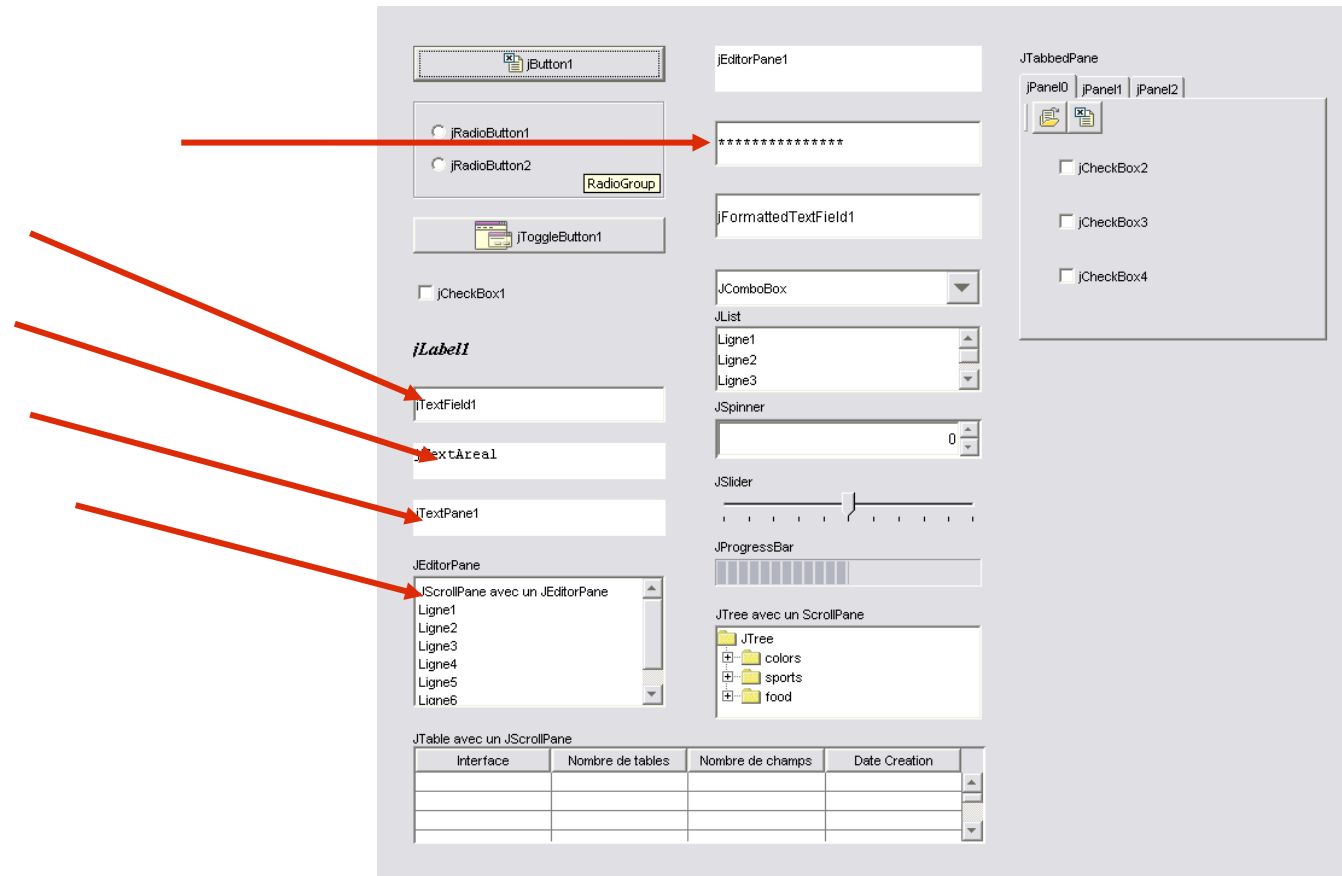 jButton1
jRadioButton1
jRadioButton2
RadioGroup
jToggleButton1
jCheckBox1
jLabel1
jTextField1
jTextArea1
jTextPane1
JEditorPane
JScrollPane avec un JEditorPane
Ligne1
Ligne2
Ligne3
Ligne4
Ligne5
Ligne6
jEditorPane1
***************
jFormattedTextField1
JComboBox
JList
Ligne1
Ligne2
Ligne3
JSpinner
0
JSlider
JProgressBar
JTree avec un ScrollPane
JTree
colors
sports
food
JTabbedPane
jPanel0 jPanel1 jPanel2
jCheckBox2
jCheckBox3
jCheckBox4
JTable avec un JScrollPane
Interface Nombre de tables Nombre de champs Date Creation